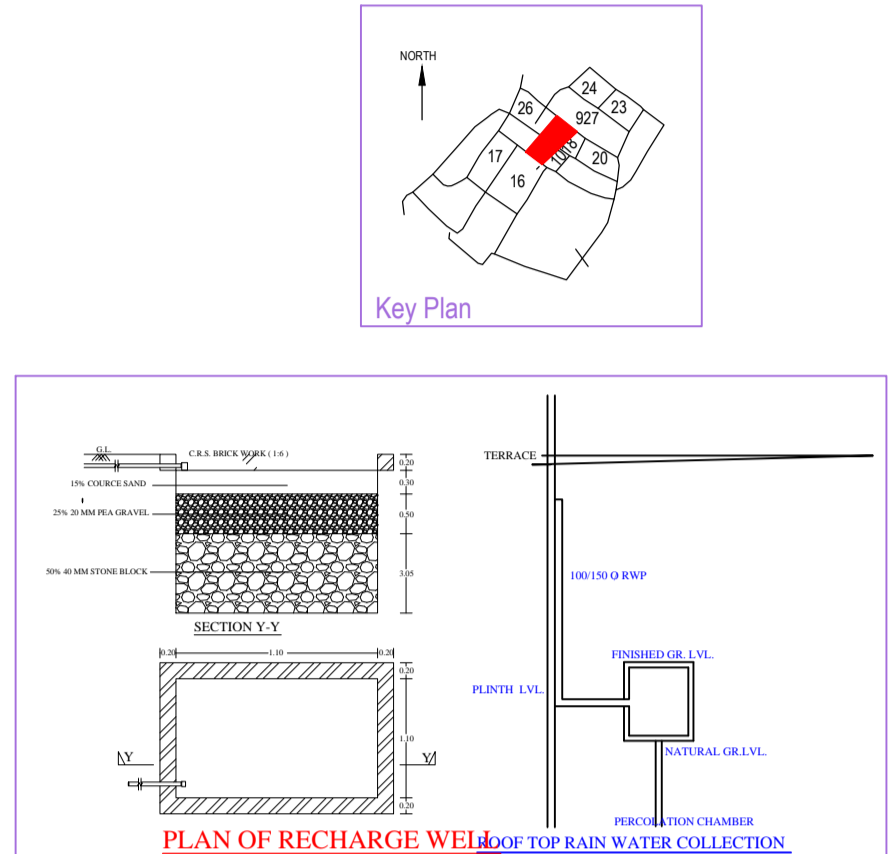 NORTH
24
23
26
927
17
10/18
20
16
Key Plan
G.L.
C.R.S. BRICK WORK ( 1:6 )
0.20
15% COURCE SAND
0.30
25% 20 MM PEA GRAVEL
0.50
50% 40 MM STONE BLOCK
3.05
SECTION Y-Y
0.20
1.10
0.20
0.20
1.10
Y
Y
0.20
PLAN OF RECHARGE WELL
TERRACE
100/150 Ø RWP
FINISHED GR. LVL.
PLINTH LVL.
NATURAL GR.LVL.
PERCOLATION CHAMBER
ROOF TOP RAIN WATER COLLECTION